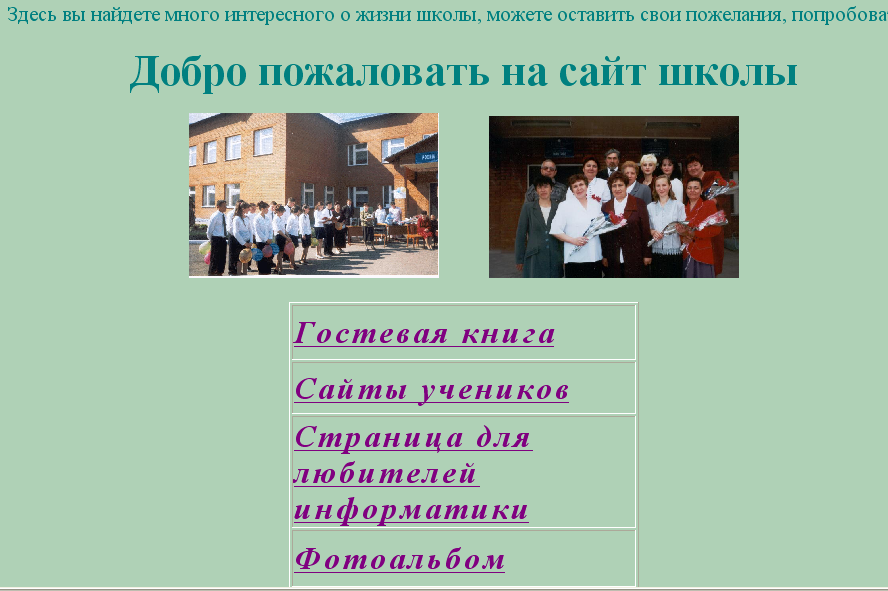 Здесь вы найдете много интересного о жизни школы, можете оставить свои пожелания, попробоват
Добро пожаловать на сайт школы
Гостевая книга
Сайты учеников
Страница для
любителей
информатики
Фотоальбом